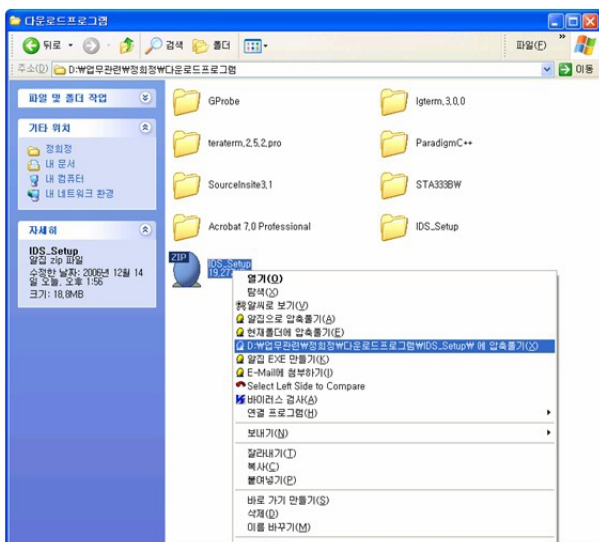 다운로드프로그램
뒤로
검색
폴더
파일(F)
주소(D)
D:\업무관련\정희정\다운로드프로그램
이동
파일 및 폴더 작업
기타 위치
정희정
내 문서
내 컴퓨터
내 네트워크 환경
자세히
IDS_Setup
알집 zip 파일
수정한 날짜: 2006년 12월 14
일 오늘, 오후 1:56
크기: 18,8MB
GProbe
lgterm,3,0,0
teraterm,2,5,2,pro
ParadigmC++
SourceInsite3,1
STA333BW
Acrobat 7,0 Professional
IDS_Setup
ZIP
IDS_Setup
열기(O)
탐색(X)
알씨로 보기(V)
알집으로 압축풀기(A)
현재폴더에 압축풀기(E)
D:\업무관련\정희정\다운로드프로그램\IDS_Setup\ 에 압축풀기(X)
알집 EXE 만들기(K)
E-Mail에 첨부하기(I)
Select Left Side to Compare
바이러스 검사(A)
연결 프로그램(H)
보내기(N)
잘라내기(T)
복사(C)
붙여넣기(P)
바로 가기 만들기(S)
삭제(D)
이름 바꾸기(M)